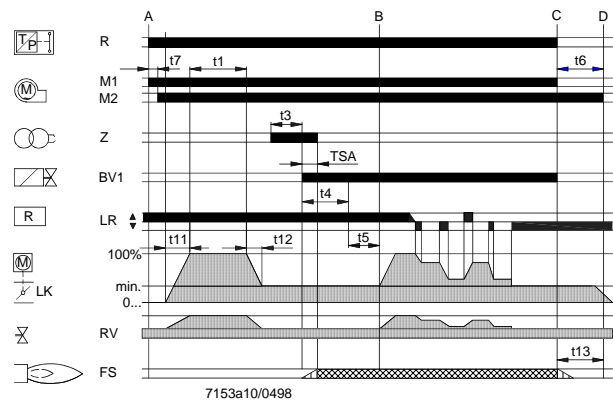 A B C D
T P R
t7 t1 t6
M M1
M2
t3
Z
TSA
BV1
t4
R LR
t11 t12 t5
100%
M
LK min.
0...
RV
t13
FS
7153a10/0498